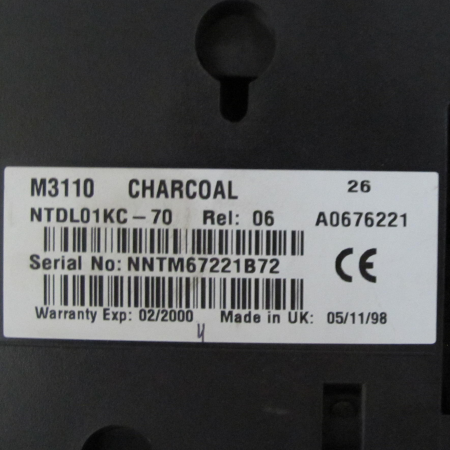 M3110 CHARCOAL 26
NTDL01KC-70 Rel: 06 A0676221
Serial No: NNTM67221B72
CE
Warranty Exp: 02/2000 Made in UK: 05/11/98